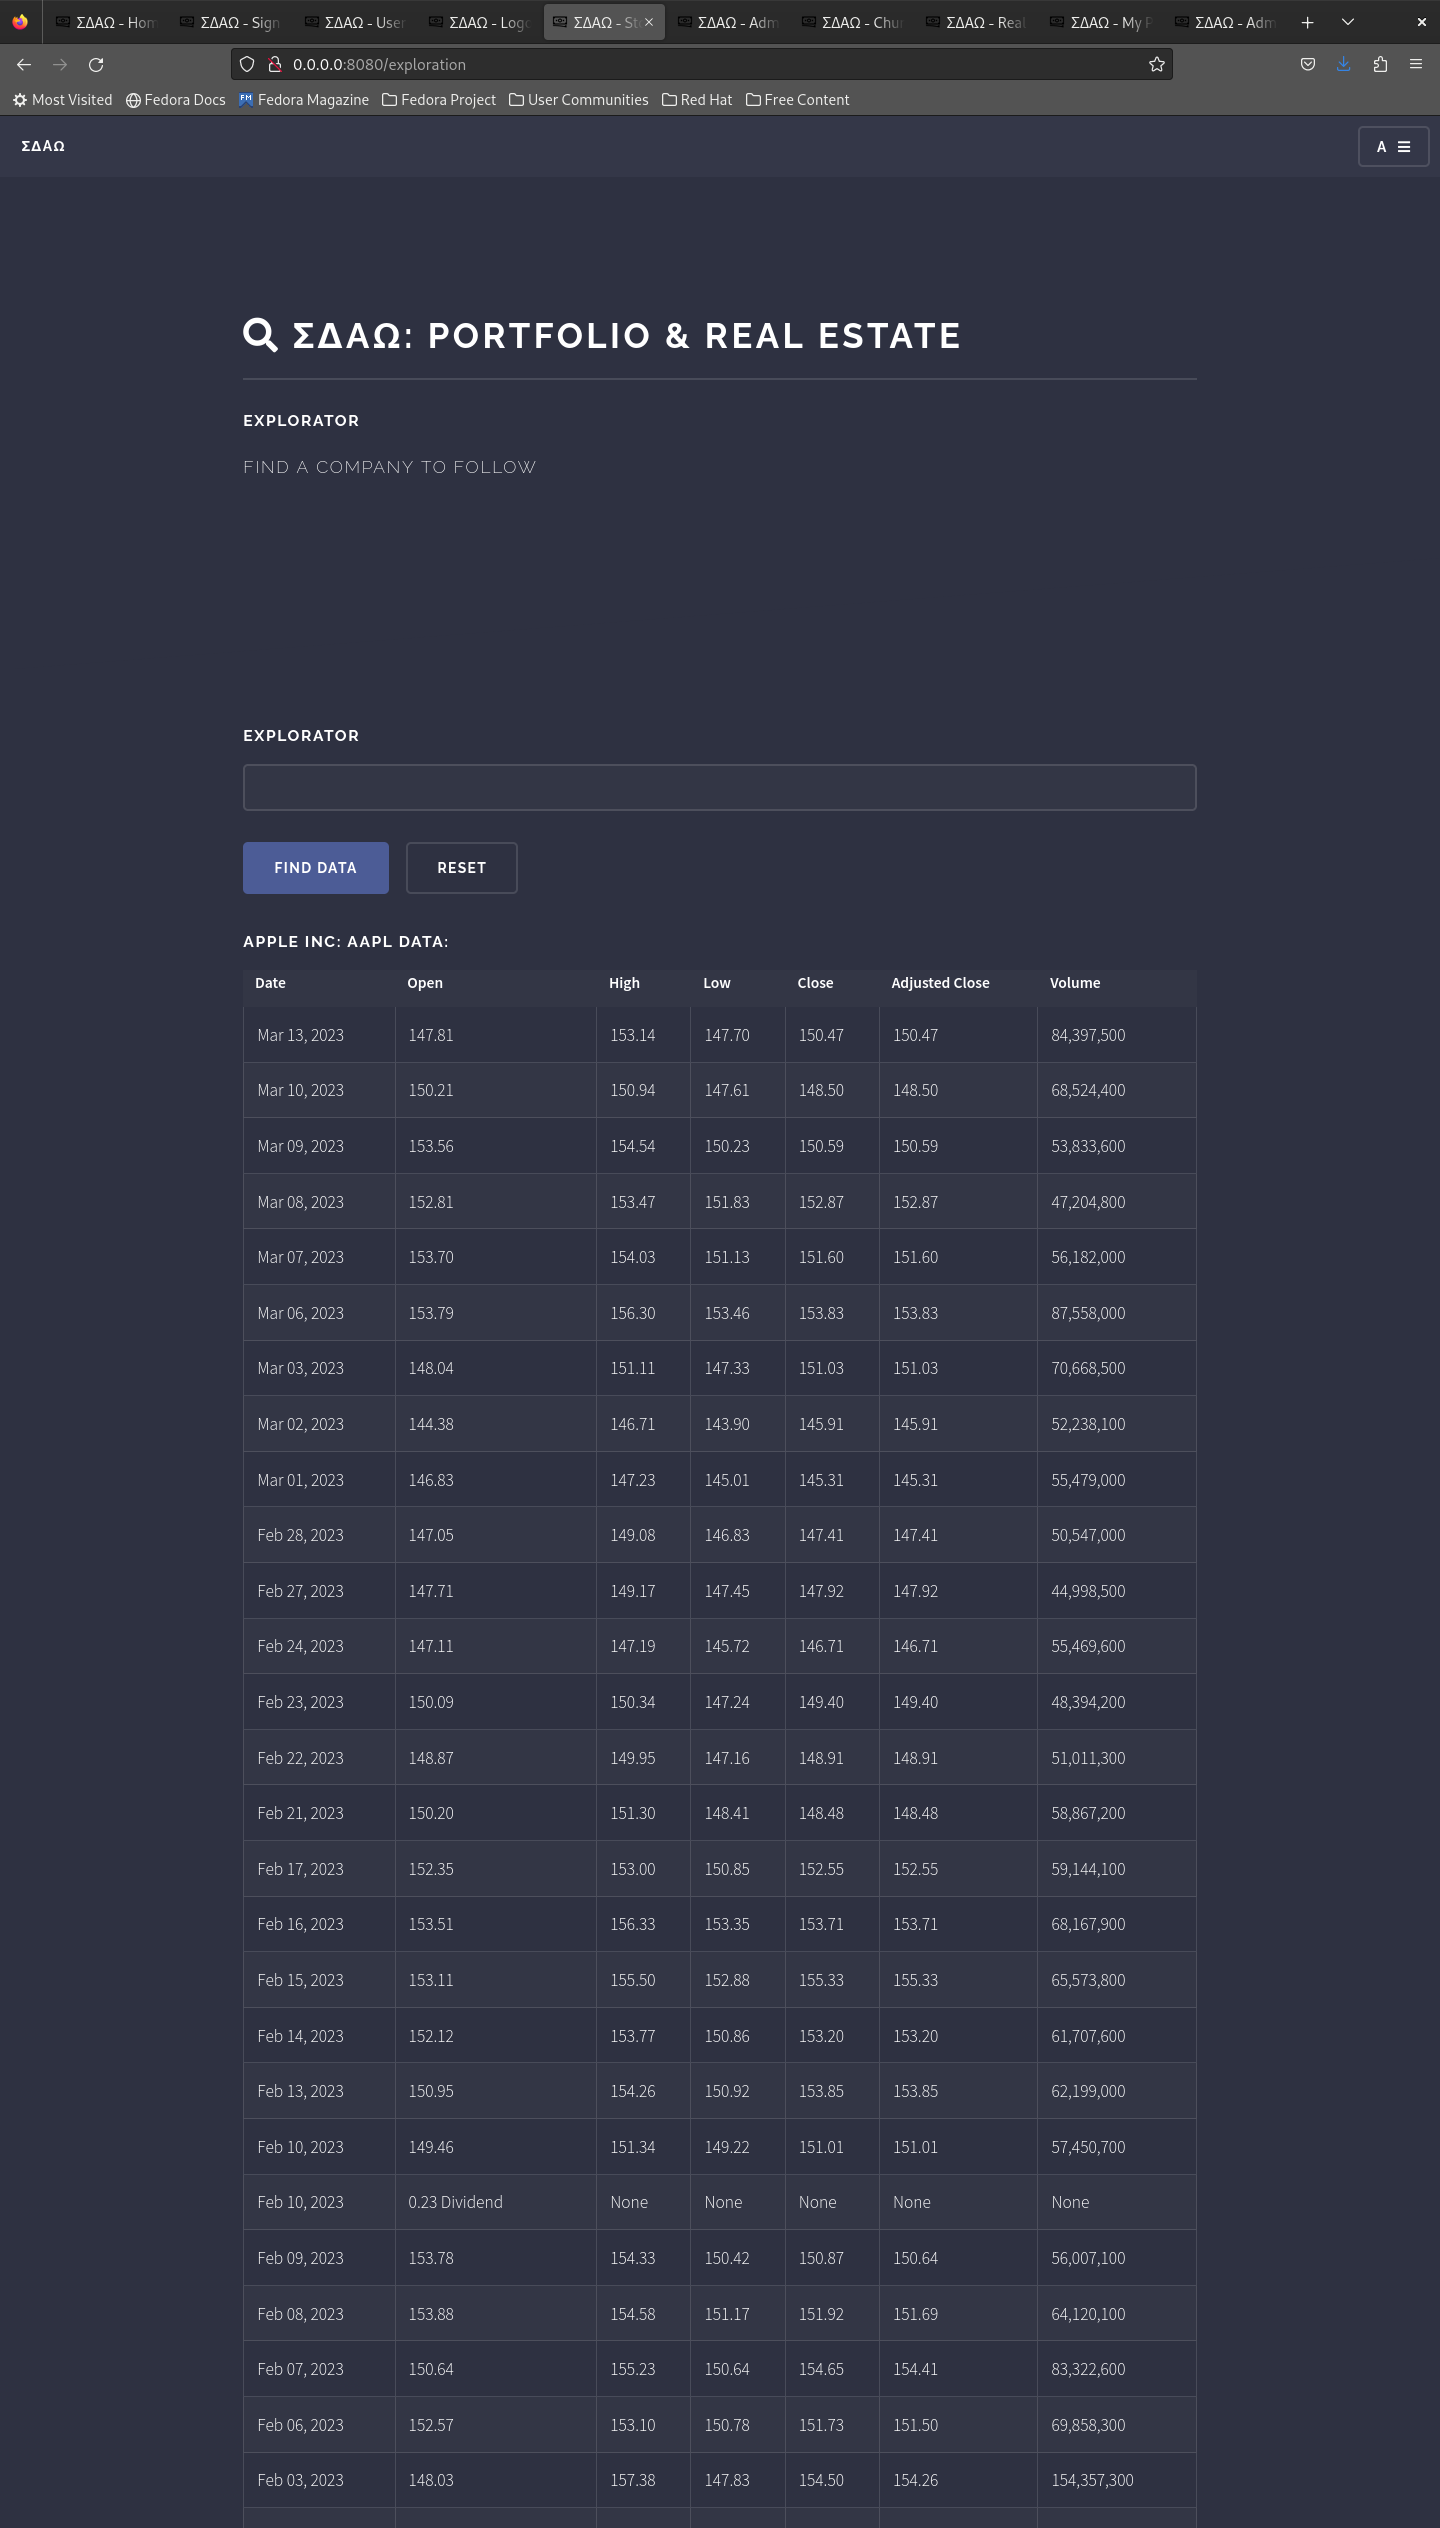 ΣΔΑΩ - Hom ΣΔΑΩ - Sign ΣΔΑΩ - User ΣΔΑΩ - Logo ΣΔΑΩ - Sto ΣΔΑΩ - Adm ΣΔΑΩ - Chur ΣΔΑΩ - Real ΣΔΑΩ - My P ΣΔΑΩ - Adm
0.0.0.0:8080/exploration
Most Visited Fedora Docs Fedora Magazine Fedora Project User Communities Red Hat Free Content
ΣΔΑΩ A
ΣΔΑΩ: PORTFOLIO & REAL ESTATE
EXPLORATOR
FIND A COMPANY TO FOLLOW
EXPLORATOR
FIND DATA RESET
APPLE INC: AAPL DATA:
Date Open High Low Close Adjusted Close Volume
Mar 13, 2023 147.81 153.14 147.70 150.47 150.47 84,397,500
Mar 10, 2023 150.21 150.94 147.61 148.50 148.50 68,524,400
Mar 09, 2023 153.56 154.54 150.23 150.59 150.59 53,833,600
Mar 08, 2023 152.81 153.47 151.83 152.87 152.87 47,204,800
Mar 07, 2023 153.70 154.03 151.13 151.60 151.60 56,182,000
Mar 06, 2023 153.79 156.30 153.46 153.83 153.83 87,558,000
Mar 03, 2023 148.04 151.11 147.33 151.03 151.03 70,668,500
Mar 02, 2023 144.38 146.71 143.90 145.91 145.91 52,238,100
Mar 01, 2023 146.83 147.23 145.01 145.31 145.31 55,479,000
Feb 28, 2023 147.05 149.08 146.83 147.41 147.41 50,547,000
Feb 27, 2023 147.71 149.17 147.45 147.92 147.92 44,998,500
Feb 24, 2023 147.11 147.19 145.72 146.71 146.71 55,469,600
Feb 23, 2023 150.09 150.34 147.24 149.40 149.40 48,394,200
Feb 22, 2023 148.87 149.95 147.16 148.91 148.91 51,011,300
Feb 21, 2023 150.20 151.30 148.41 148.48 148.48 58,867,200
Feb 17, 2023 152.35 153.00 150.85 152.55 152.55 59,144,100
Feb 16, 2023 153.51 156.33 153.35 153.71 153.71 68,167,900
Feb 15, 2023 153.11 155.50 152.88 155.33 155.33 65,573,800
Feb 14, 2023 152.12 153.77 150.86 153.20 153.20 61,707,600
Feb 13, 2023 150.95 154.26 150.92 153.85 153.85 62,199,000
Feb 10, 2023 149.46 151.34 149.22 151.01 151.01 57,450,700
Feb 10, 2023 0.23 Dividend None None None None None
Feb 09, 2023 153.78 154.33 150.42 150.87 150.64 56,007,100
Feb 08, 2023 153.88 154.58 151.17 151.92 151.69 64,120,100
Feb 07, 2023 150.64 155.23 150.64 154.65 154.41 83,322,600
Feb 06, 2023 152.57 153.10 150.78 151.73 151.50 69,858,300
Feb 03, 2023 148.03 157.38 147.83 154.50 154.26 154,357,300